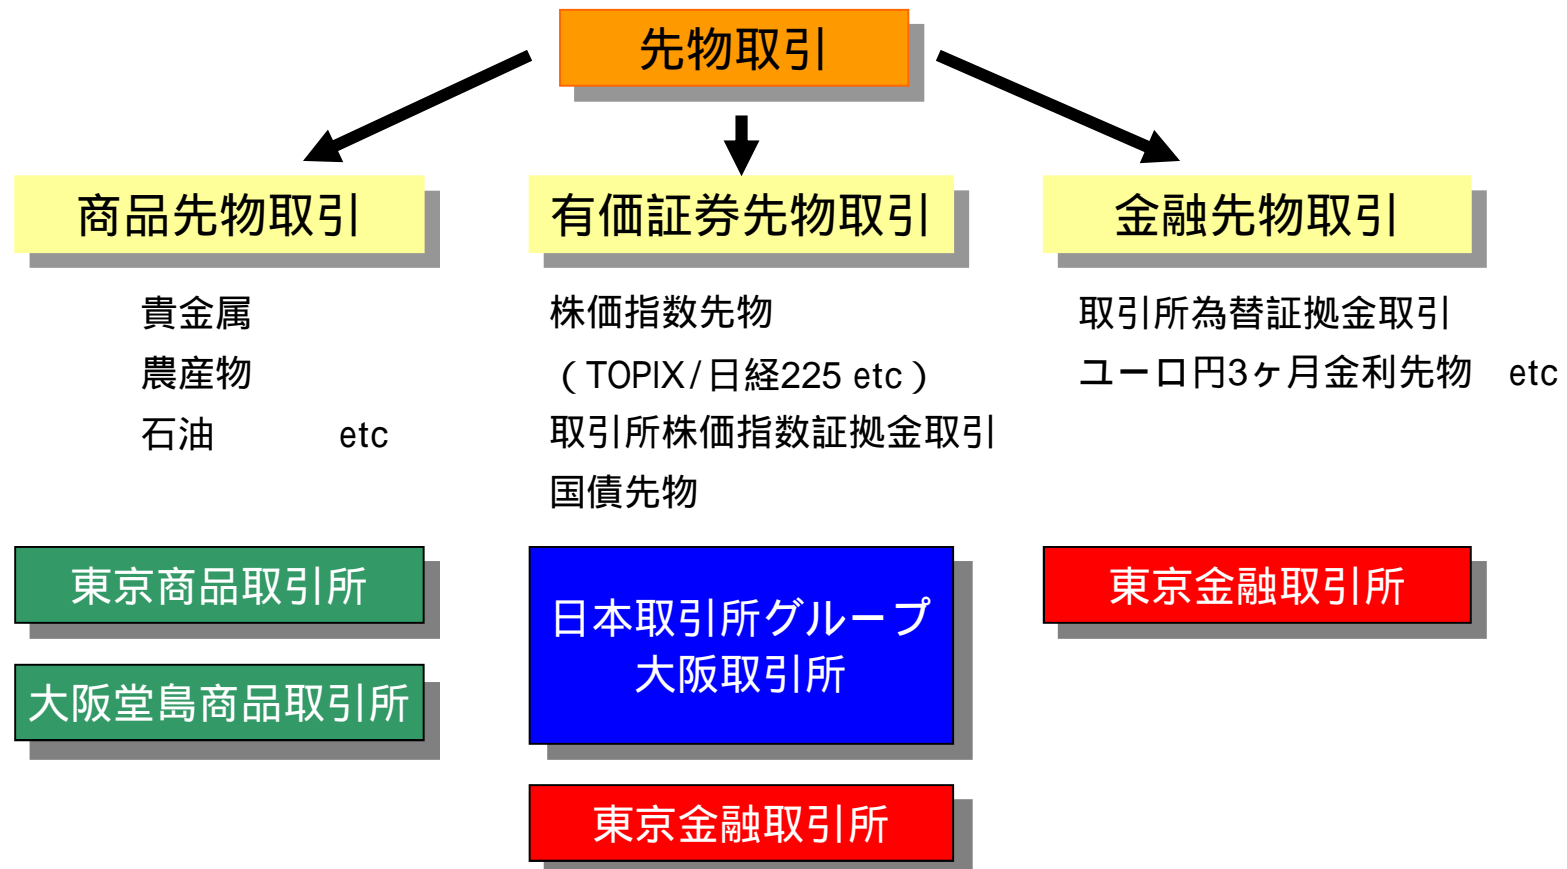 先物取引
商品先物取引
貴金属
農産物
石油 etc
東京商品取引所
大阪堂島商品取引所
有価証券先物取引
株価指数先物
（TOPIX/日経225 etc）
取引所株価指数証拠金取引
国債先物
日本取引所グループ
大阪取引所
東京金融取引所
金融先物取引
取引所為替証拠金取引
ユーロ円3ヶ月金利先物 etc
東京金融取引所